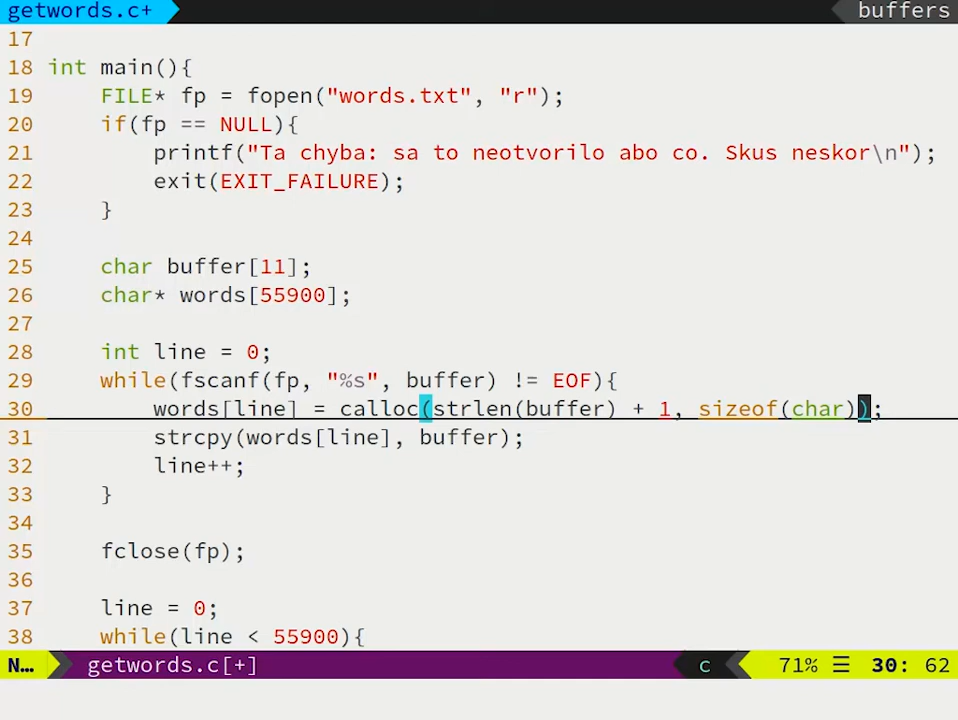 getwords.c+ buffers
17
18 int main(){
19     FILE* fp = fopen("words.txt", "r");
20     if(fp == NULL){
21         printf("Ta chyba: sa to neotvorilo abo co. Skus neskor\n");
22         exit(EXIT_FAILURE);
23     }
24
25     char buffer[11];
26     char* words[55900];
27
28     int line = 0;
29     while(fscanf(fp, "%s", buffer) != EOF){
30         words[line] = calloc(strlen(buffer) + 1, sizeof(char));
31         strcpy(words[line], buffer);
32         line++;
33     }
34
35     fclose(fp);
36
37     line = 0;
38     while(line < 55900){
N… getwords.c[+] c 71% ☰ 30: 62